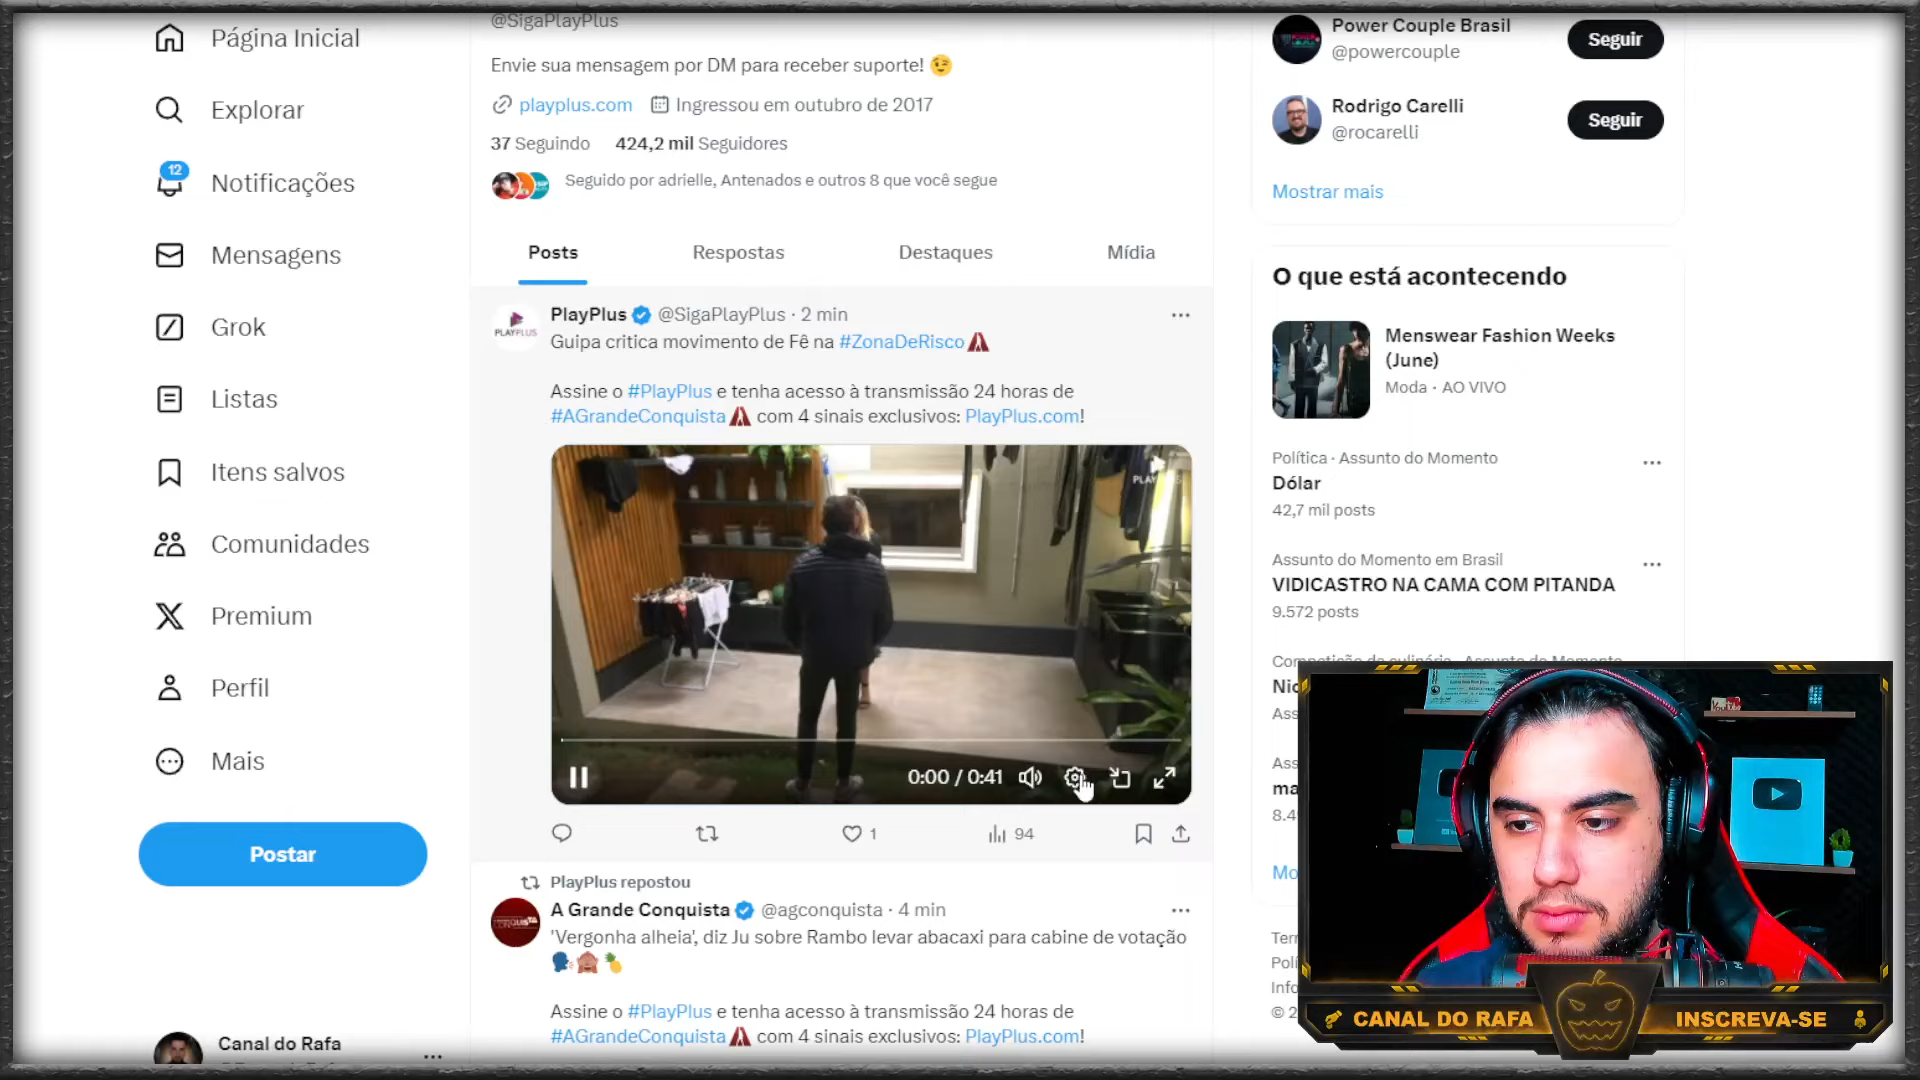 Página Inicial
Explorar
12
Notificações
Mensagens
Grok
Listas
Itens salvos
Comunidades
Premium
Perfil
Mais
Postar
Canal do Rafa
@SigaPlayPlus
Envie sua mensagem por DM para receber suporte! 😉
playplus.com Ingressou em outubro de 2017
37 Seguindo 424,2 mil Seguidores
Seguido por adrielle, Antenados e outros 8 que você segue
Posts Respostas Destaques Mídia
PLAYPLUS
PlayPlus @SigaPlayPlus · 2 min
Guipa critica movimento de Fê na #ZonaDeRisco
Assine o #PlayPlus e tenha acesso à transmissão 24 horas de
#AGrandeConquista com 4 sinais exclusivos: PlayPlus.com!
0:00 / 0:41
1
94
PlayPlus repostou
A Grande Conquista @agconquista · 4 min
'Vergonha alheia', diz Ju sobre Rambo levar abacaxi para cabine de votação
🗣️🙈🍍
Assine o #PlayPlus e tenha acesso à transmissão 24 horas de
#AGrandeConquista com 4 sinais exclusivos: PlayPlus.com!
Power Couple Brasil
@powercouple
Seguir
Rodrigo Carelli
@rocarelli
Seguir
Mostrar mais
O que está acontecendo
Menswear Fashion Weeks
(June)
Moda · AO VIVO
Política · Assunto do Momento
Dólar
42,7 mil posts
Assunto do Momento em Brasil
VIDICASTRO NA CAMA COM PITANDA
9.572 posts
CANAL DO RAFA
INSCREVA-SE